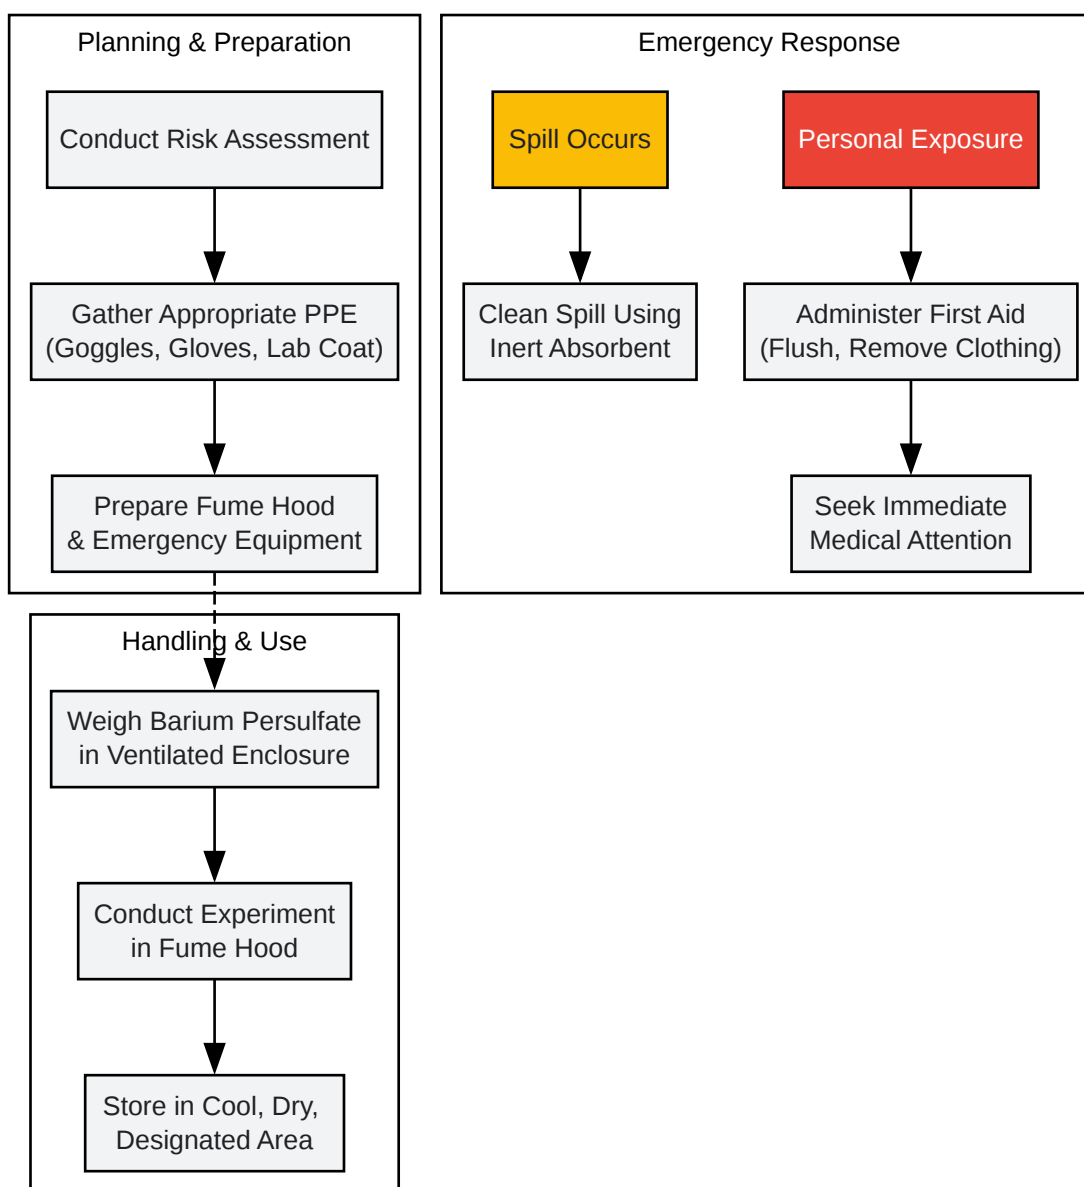 Planning & Preparation
Conduct Risk Assessment
Gather Appropriate PPE
(Goggles, Gloves, Lab Coat)
Prepare Fume Hood
& Emergency Equipment
Emergency Response
Spill Occurs
Clean Spill Using
Inert Absorbent
Personal Exposure
Administer First Aid
(Flush, Remove Clothing)
Seek Immediate
Medical Attention
Handling & Use
Weigh Barium Persulfate
in Ventilated Enclosure
Conduct Experiment
in Fume Hood
Store in Cool, Dry,
Designated Area